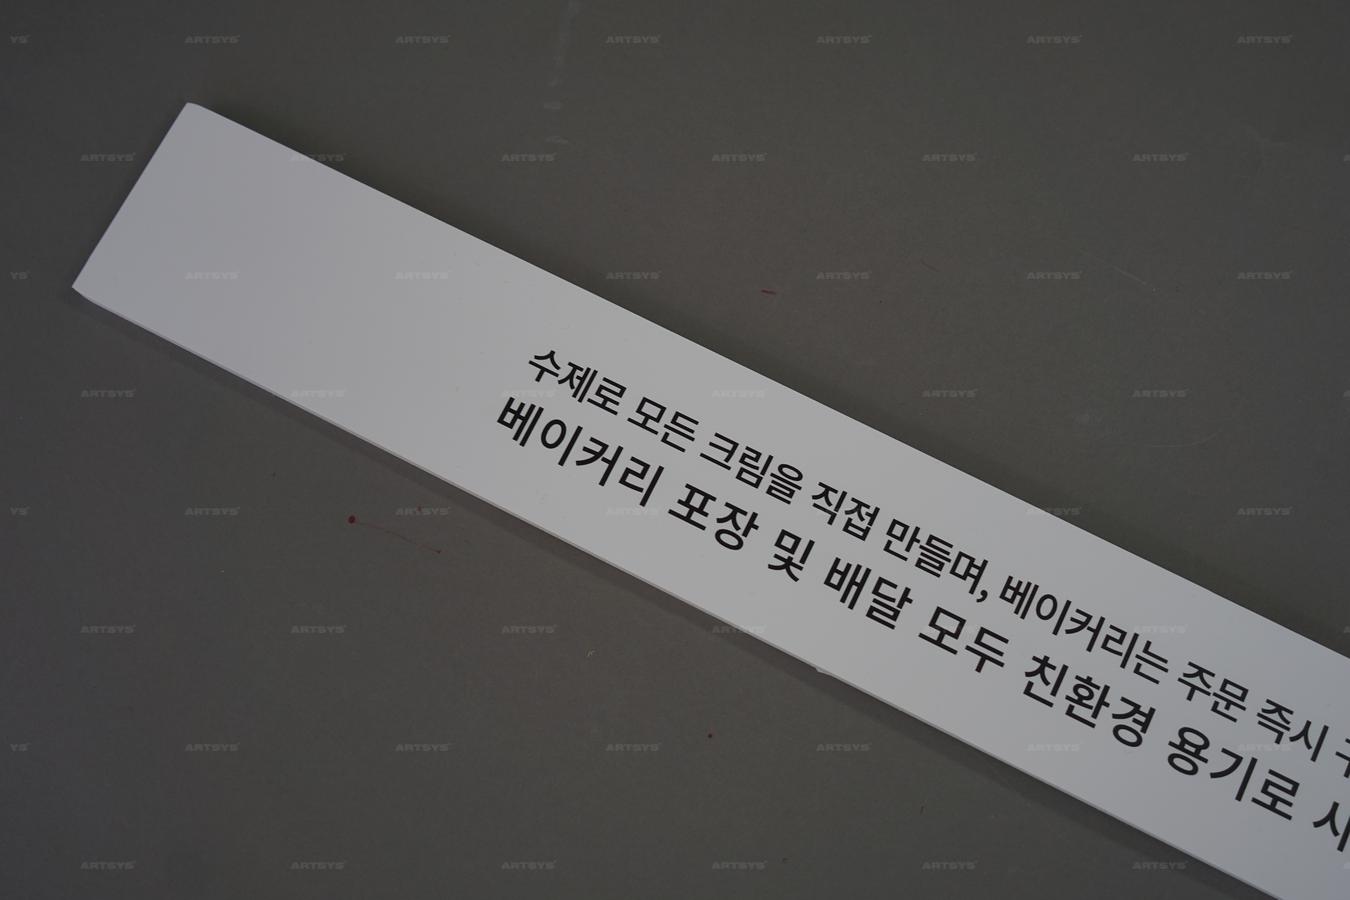 수제로 모든 크림을 직접 만들며, 베이커리는 주문 즉시
베이커리 포장 및 배달 모두 친환경 용기로